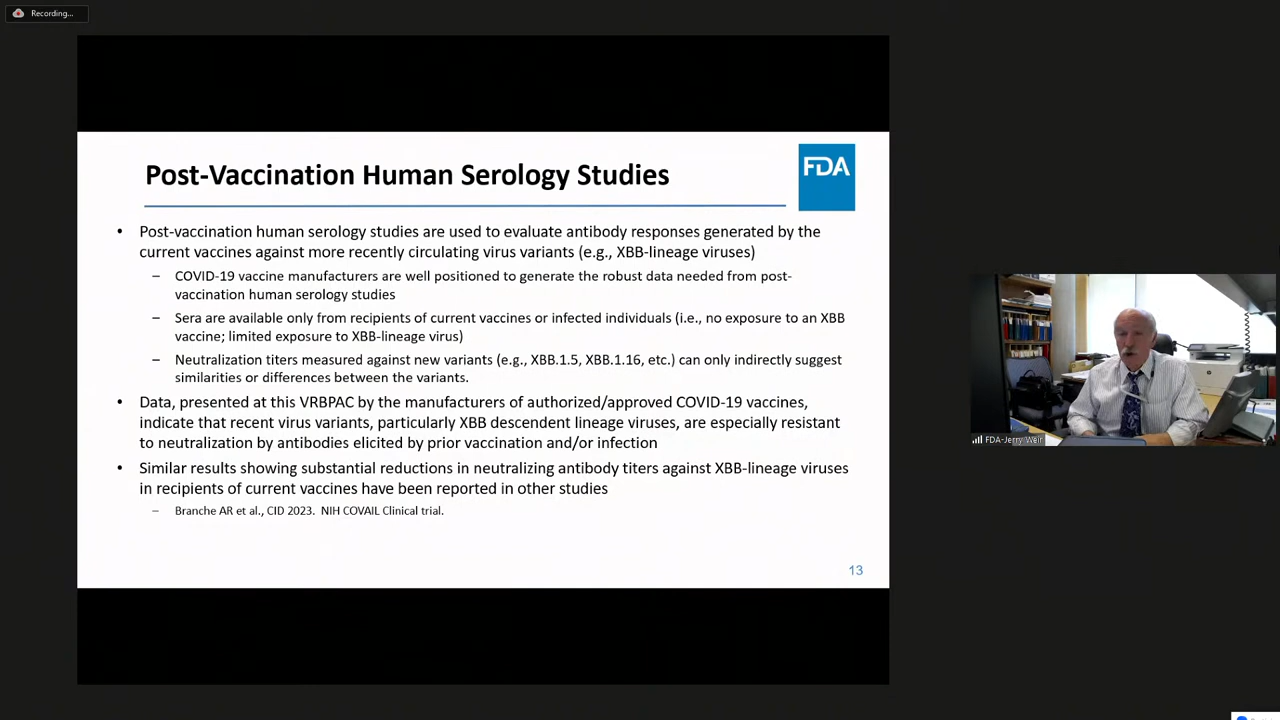 Recording...
Post-Vaccination Human Serology Studies
FDA
• Post-vaccination human serology studies are used to evaluate antibody responses generated by the
current vaccines against more recently circulating virus variants (e.g., XBB-lineage viruses)
– COVID-19 vaccine manufacturers are well positioned to generate the robust data needed from post-
vaccination human serology studies
– Sera are available only from recipients of current vaccines or infected individuals (i.e., no exposure to an XBB
vaccine; limited exposure to XBB-lineage virus)
– Neutralization titers measured against new variants (e.g., XBB.1.5, XBB.1.16, etc.) can only indirectly suggest
similarities or differences between the variants.
• Data, presented at this VRBPAC by the manufacturers of authorized/approved COVID-19 vaccines,
indicate that recent virus variants, particularly XBB descendent lineage viruses, are especially resistant
to neutralization by antibodies elicited by prior vaccination and/or infection
• Similar results showing substantial reductions in neutralizing antibody titers against XBB-lineage viruses
in recipients of current vaccines have been reported in other studies
– Branche AR et al., CID 2023. NIH COVAIL Clinical trial.
13
FDA-Jerry Weir